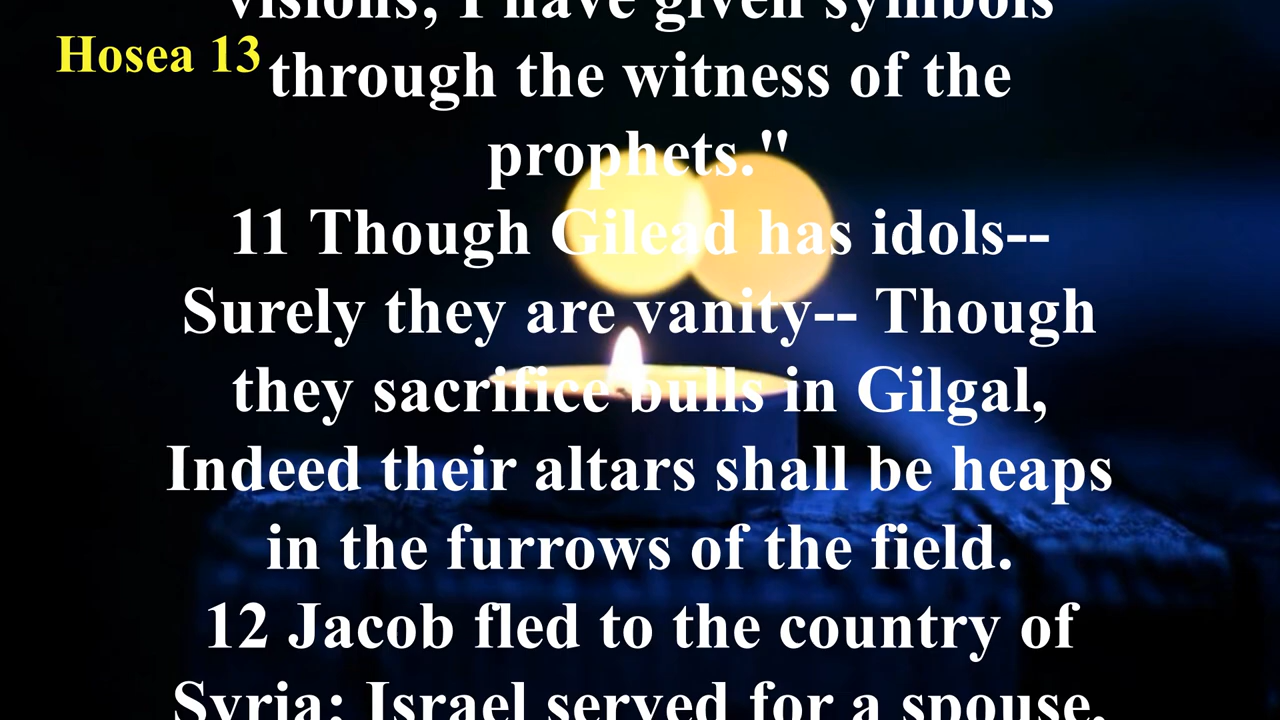 visions; I have given symbols
Hosea 13
through the witness of the
prophets."
11 Though Gilead has idols--
Surely they are vanity-- Though
they sacrifice bulls in Gilgal,
Indeed their altars shall be heaps
in the furrows of the field.
12 Jacob fled to the country of
Syria; Israel served for a spouse,